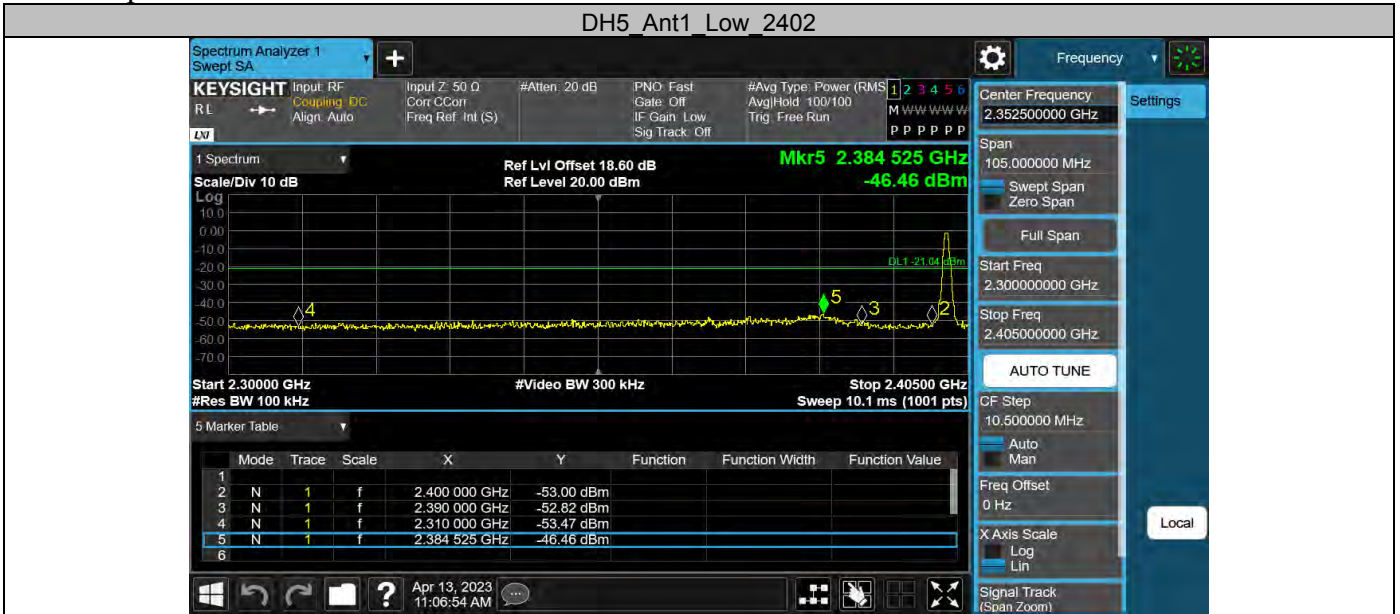 DH5_Ant1_Low_2402
Spectrum Analyzer 1
Swept SA
+
Frequency
KEYSIGHT
RL
LXI
Input: RF
Coupling: DC
Align: Auto
Input Z: 50 Ω
Corr CCorr
Freq Ref: Int (S)
#Atten: 20 dB
PNO: Fast
Gate: Off
IF Gain: Low
Sig Track: Off
#Avg Type: Power (RMS
Avg|Hold: 100/100
Trig: Free Run
1 2 3 4 5 6
M W W W W W
P P P P P P
1 Spectrum
Scale/Div 10 dB
Ref Lvl Offset 18.60 dB
Ref Level 20.00 dBm
Mkr5 2.384 525 GHz
-46.46 dBm
Log
10.0
0.00
-10.0
-20.0
-30.0
-40.0
-50.0
-60.0
-70.0
DL1 -21.04 dBm
4
5
3
2
Start 2.30000 GHz
#Video BW 300 kHz
Stop 2.40500 GHz
#Res BW 100 kHz
Sweep 10.1 ms (1001 pts)
5 Marker Table
Mode Trace Scale X Y Function Function Width Function Value
1
2 N 1 f 2.400 000 GHz -53.00 dBm
3 N 1 f 2.390 000 GHz -52.82 dBm
4 N 1 f 2.310 000 GHz -53.47 dBm
5 N 1 f 2.384 525 GHz -46.46 dBm
6
?
Apr 13, 2023
11:06:54 AM
Center Frequency
2.352500000 GHz
Settings
Span
105.000000 MHz
Swept Span
Zero Span
Full Span
Start Freq
2.300000000 GHz
Stop Freq
2.405000000 GHz
AUTO TUNE
CF Step
10.500000 MHz
Auto
Man
Freq Offset
0 Hz
X Axis Scale
Log
Lin
Local
Signal Track
(Span Zoom)